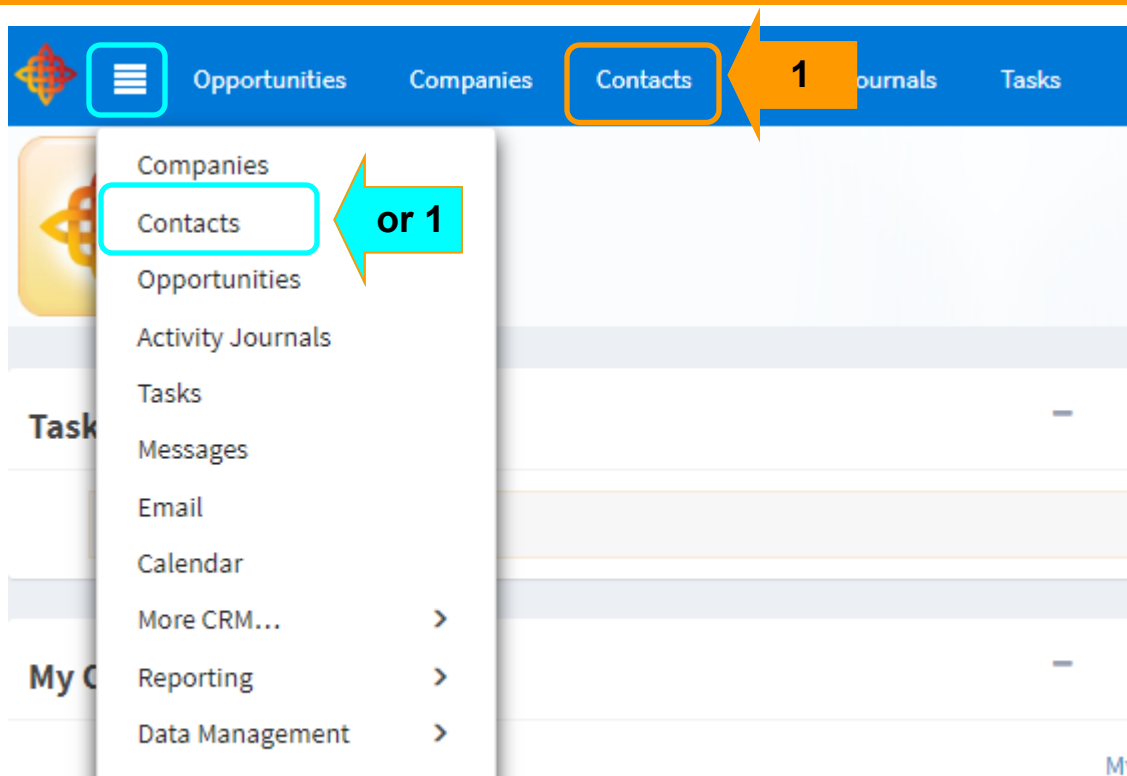 Opportunities Companies Contacts 1 ournals Tasks
Companies
Contacts or 1
Opportunities
Activity Journals
Tasks
Task
Messages
Email
Calendar
More CRM...
My C Reporting
Data Management
My